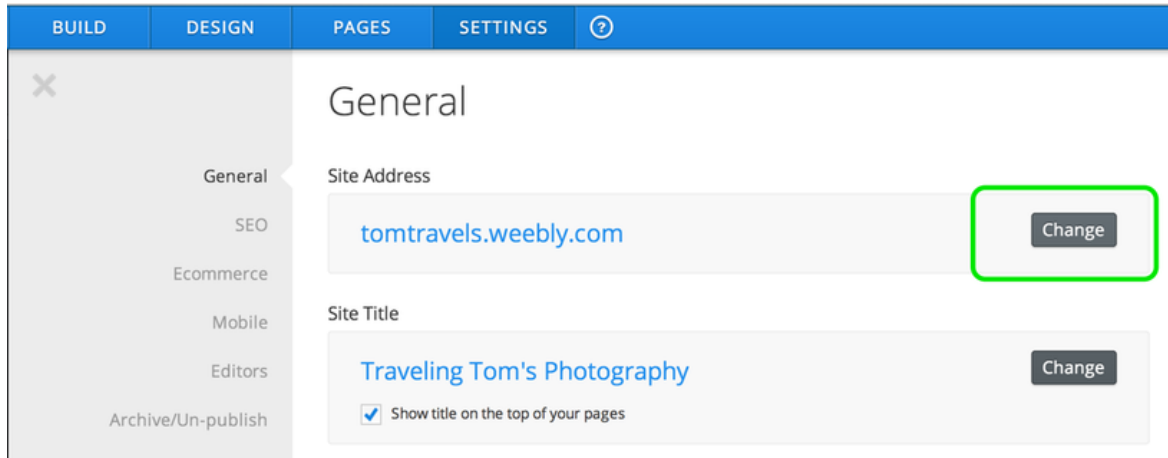 BUILD DESIGN PAGES SETTINGS ?
General
General
SEO
Ecommerce
Mobile
Editors
Archive/Un-publish
Site Address
tomtravels.weebly.com Change
Site Title
Traveling Tom's Photography Change
Show title on the top of your pages